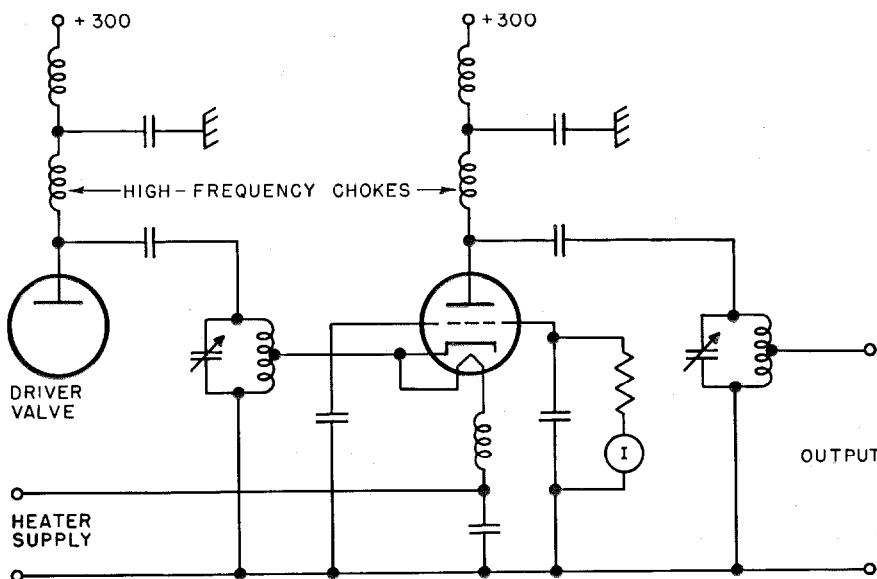 +300
+300
HIGH-FREQUENCY CHOKES
DRIVER
VALVE
I
OUTPUT
HEATER
SUPPLY